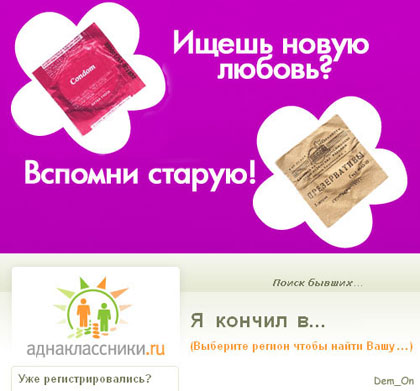 Ищешь новую
любовь?
Condom
Вспомни старую!
ПРЕЗЕРВАТИВЫ
Поиск бывших...
Я кончил в...
(Выберите регион чтобы найти Вашу...)
аднаклассники.ru
Уже регистрировались?
Dem_On